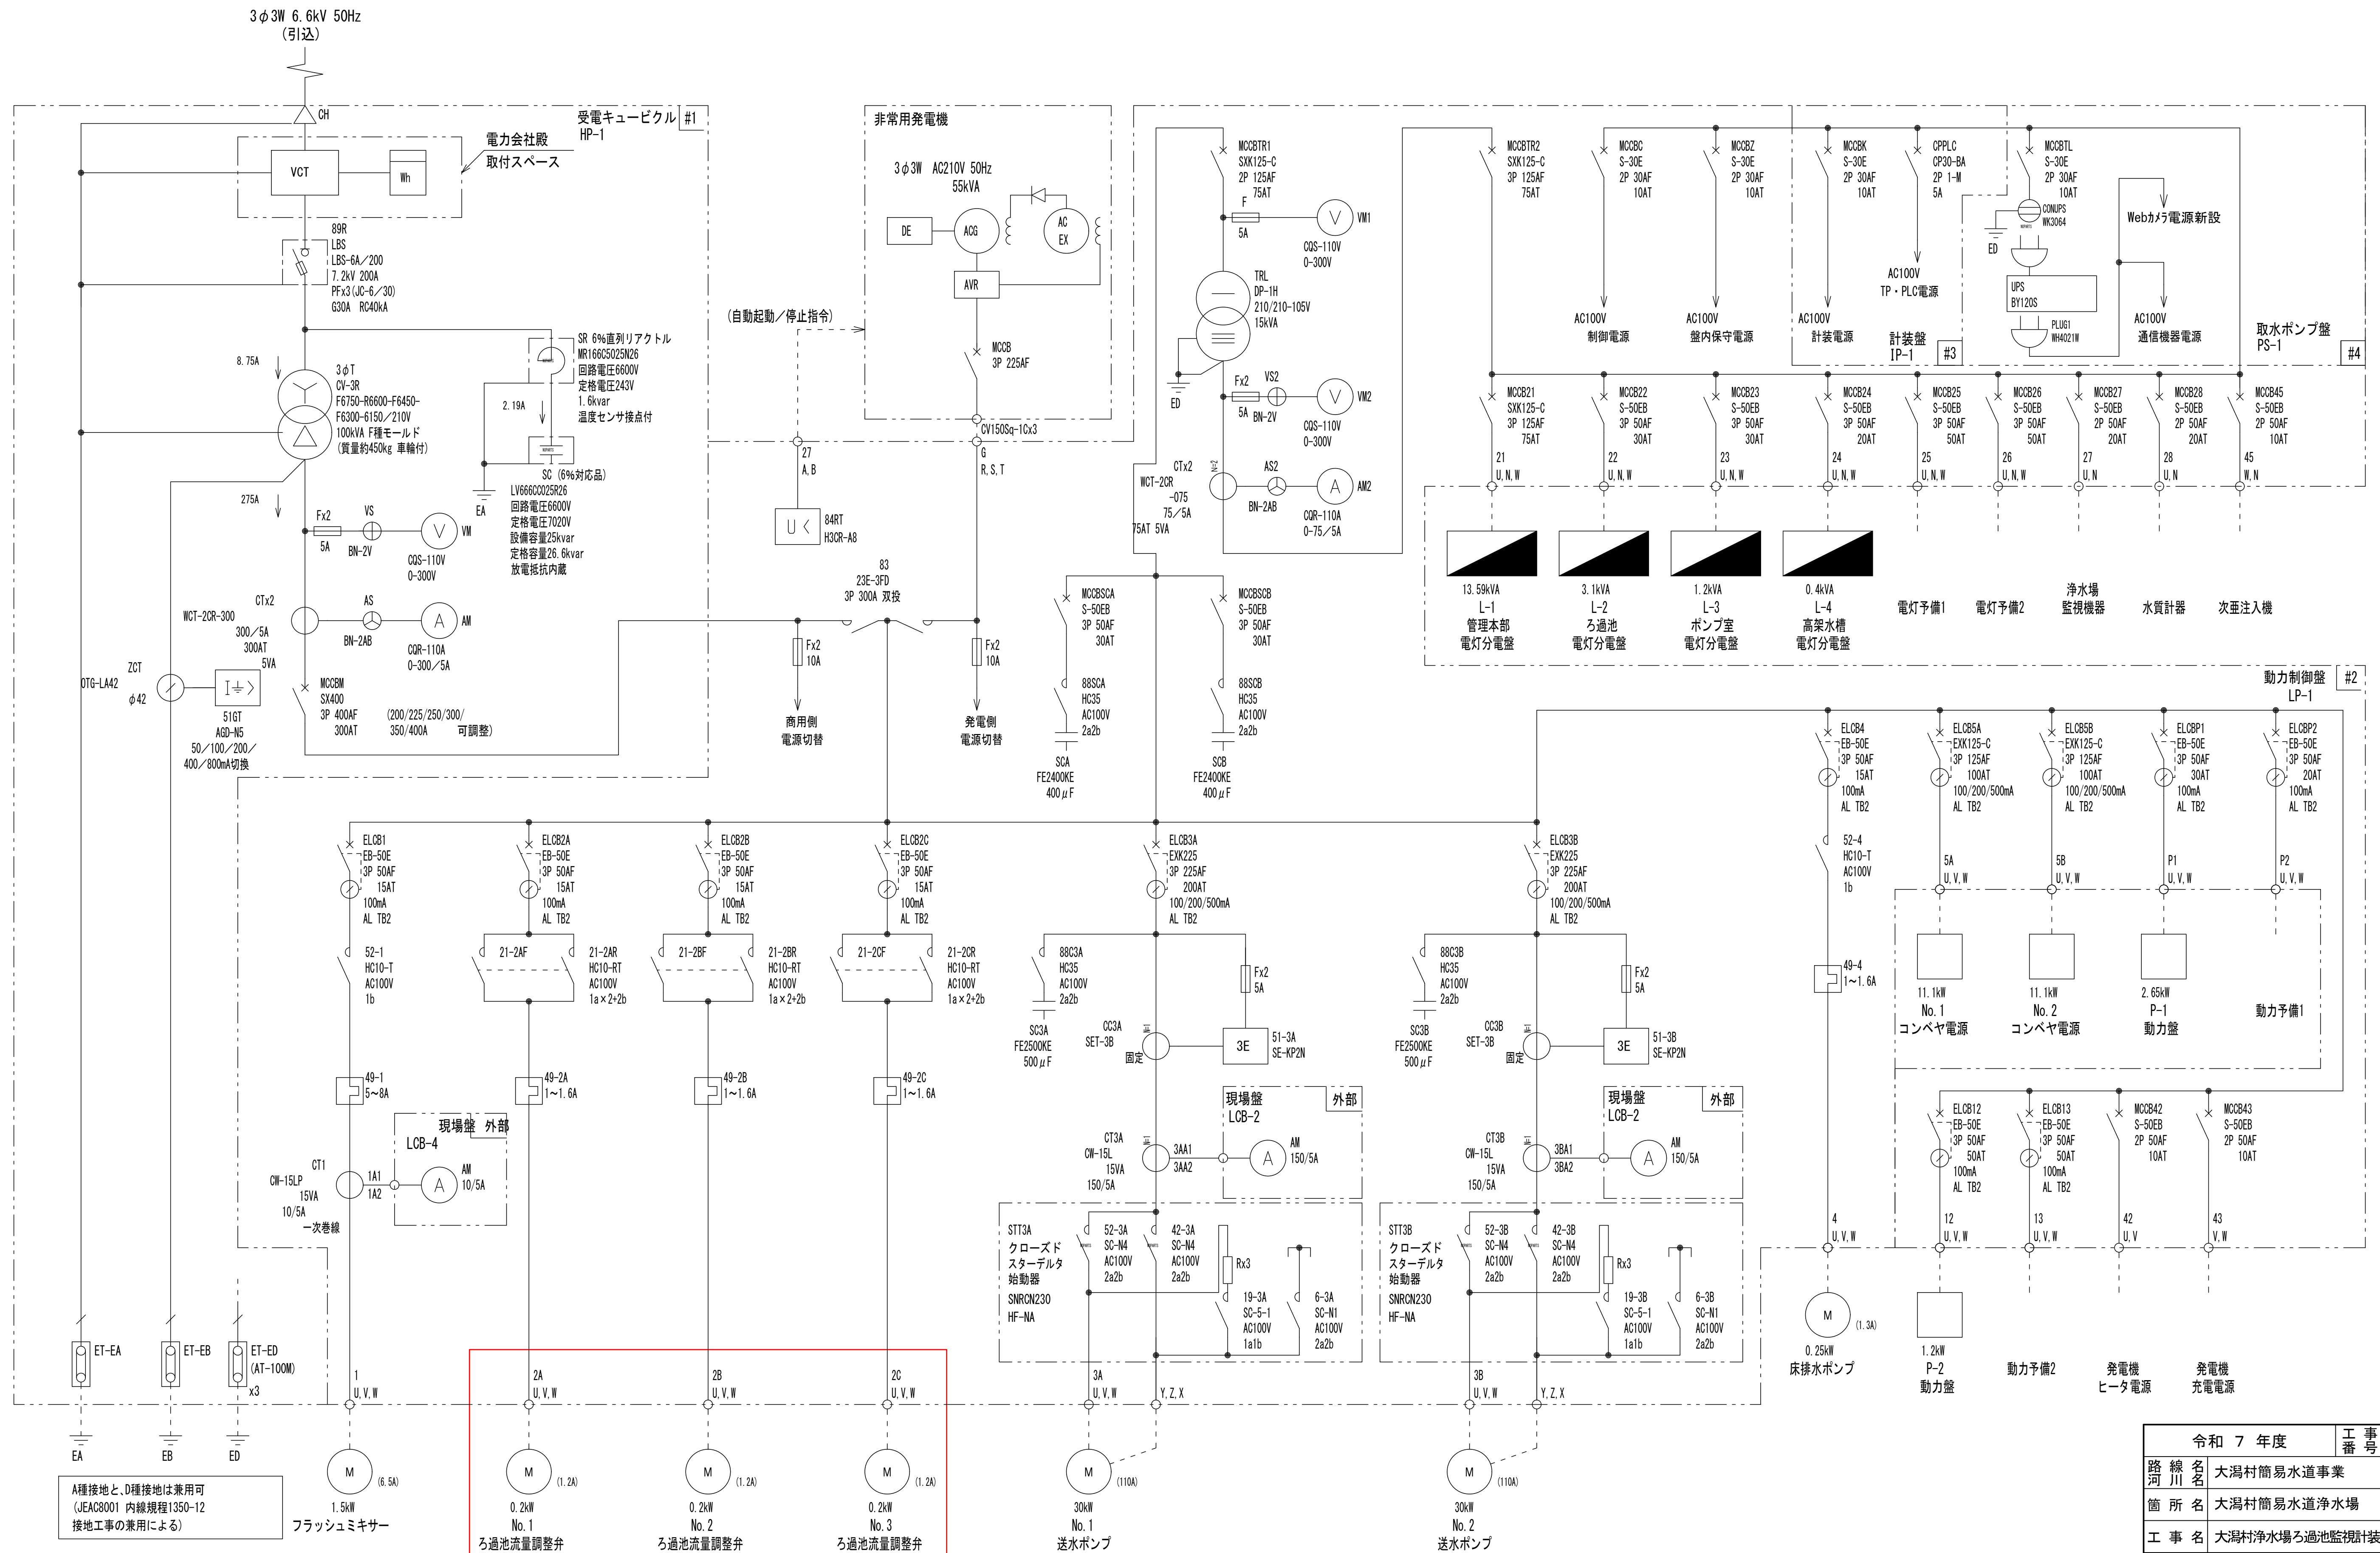 3φ3W 6.6kV 50Hz
(引込)
CH
受電キュービクル
HP-1
#1
電力会社殿
取付スペース
VCT
Wh
89R
LBS
LBS-6A／200
7.2kV 200A
PFx3(JC-6／30)
G30A RC40kA
8.75A
3φT
CV-3R
F6750-R6600-F6450-
F6300-6150／210V
100kVA F種モールド
(質量約450kg 車輪付)
SR 6%直列リアクトル
MR166C5025N26
回路電圧6600V
定格電圧243V
1.6kvar
温度センサ接点付
2.19A
SC (6%対応品)
LV666CC025R26
回路電圧6600V
定格電圧7020V
設備容量25kvar
定格容量26.6kvar
放電抵抗内蔵
EA
275A
Fx2
5A
VS
BN-2V
V
VM
CQS-110V
0-300V
CTx2
WCT-2CR-300
300／5A
300AT
5VA
AS
BN-2AB
A
AM
CQR-110A
0-300／5A
ZCT
OTG-LA42
φ42
I
51GT
AGD-N5
50／100／200／
400／800mA切換
MCCBM
SX400
3P 400AF
300AT
(200/225/250/300/
350/400A 可調整)
非常用発電機
3φ3W AC210V 50Hz
55kVA
DE
ACG
AC
EX
AVR
MCCB
3P 225AF
(自動起動／停止指令)
CV150Sq-1Cx3
27
A,B
G
R,S,T
U <
84RT
H3CR-A8
83
23E-3FD
3P 300A 双投
Fx2
10A
Fx2
10A
商用側
電源切替
発電側
電源切替
MCCBTR1
SXK125-C
2P 125AF
75AT
F
5A
V
VM1
CQS-110V
0-300V
TRL
DP-1H
210/210-105V
15kVA
ED
Fx2
5A
VS2
BN-2V
V
VM2
CQS-110V
0-300V
CTx2
N=2
WCT-2CR
-075
75／5A
75AT 5VA
AS2
BN-2AB
A
AM2
CQR-110A
0-75／5A
MCCBSCA
S-50EB
3P 50AF
30AT
MCCBSCB
S-50EB
3P 50AF
30AT
88SCA
HC35
AC100V
2a2b
88SCB
HC35
AC100V
2a2b
SCA
FE2400KE
400μF
SCB
FE2400KE
400μF
MCCBTR2
SXK125-C
3P 125AF
75AT
MCCBC
S-30E
2P 30AF
10AT
MCCBZ
S-30E
2P 30AF
10AT
MCCBK
S-30E
2P 30AF
10AT
CPPLC
CP30-BA
2P 1-M
5A
MCCBTL
S-30E
2P 30AF
10AT
CONUPS
WK3064
ED
UPS
BY120S
PLUG1
WH4021W
Webカメラ電源新設
AC100V
制御電源
AC100V
盤内保守電源
AC100V
計装電源
AC100V
TP・PLC電源
AC100V
通信機器電源
計装盤
IP-1
#3
取水ポンプ盤
PS-1
#4
MCCB21
SXK125-C
3P 125AF
75AT
MCCB22
S-50EB
3P 50AF
30AT
MCCB23
S-50EB
3P 50AF
30AT
MCCB24
S-50EB
3P 50AF
20AT
MCCB25
S-50EB
3P 50AF
50AT
MCCB26
S-50EB
3P 50AF
50AT
MCCB27
S-50EB
2P 50AF
20AT
MCCB28
S-50EB
2P 50AF
20AT
MCCB45
S-50EB
2P 50AF
10AT
21
U,N,W
22
U,N,W
23
U,N,W
24
U,N,W
25
U,N,W
26
U,N,W
27
U,N
28
U,N
45
W,N
13.59kVA
L-1
管理本部
電灯分電盤
3.1kVA
L-2
ろ過池
電灯分電盤
1.2kVA
L-3
ポンプ室
電灯分電盤
0.4kVA
L-4
高架水槽
電灯分電盤
電灯予備1
電灯予備2
浄水場
監視機器
水質計器
次亜注入機
動力制御盤
LP-1
#2
ELCB4
EB-50E
3P 50AF
15AT
100mA
AL TB2
ELCB5A
EXK125-C
3P 125AF
100AT
100/200/500mA
AL TB2
ELCB5B
EXK125-C
3P 125AF
100AT
100/200/500mA
AL TB2
ELCBP1
EB-50E
3P 50AF
30AT
100mA
AL TB2
ELCBP2
EB-50E
3P 50AF
20AT
100mA
AL TB2
52-4
HC10-T
AC100V
1b
49-4
1～1.6A
5A
U,V,W
5B
U,V,W
P1
U,V,W
P2
U,V,W
11.1kW
No.1
コンベヤ電源
11.1kW
No.2
コンベヤ電源
2.65kW
P-1
動力盤
動力予備1
ELCB12
EB-50E
3P 50AF
50AT
100mA
AL TB2
ELCB13
EB-50E
3P 50AF
50AT
100mA
AL TB2
MCCB42
S-50EB
2P 50AF
10AT
MCCB43
S-50EB
2P 50AF
10AT
4
U,V,W
12
U,V,W
13
U,V,W
42
U,V
43
V,W
M
(1.3A)
0.25kW
床排水ポンプ
1.2kW
P-2
動力盤
動力予備2
発電機
ヒータ電源
発電機
充電電源
ELCB1
EB-50E
3P 50AF
15AT
100mA
AL TB2
ELCB2A
EB-50E
3P 50AF
15AT
100mA
AL TB2
ELCB2B
EB-50E
3P 50AF
15AT
100mA
AL TB2
ELCB2C
EB-50E
3P 50AF
15AT
100mA
AL TB2
ELCB3A
EXK225
3P 225AF
200AT
100/200/500mA
AL TB2
ELCB3B
EXK225
3P 225AF
200AT
100/200/500mA
AL TB2
52-1
HC10-T
AC100V
1b
21-2AF
21-2AR
HC10-RT
AC100V
1a×2+2b
21-2BF
21-2BR
HC10-RT
AC100V
1a×2+2b
21-2CF
21-2CR
HC10-RT
AC100V
1a×2+2b
88C3A
HC35
AC100V
2a2b
Fx2
5A
88C3B
HC35
AC100V
2a2b
Fx2
5A
SC3A
FE2500KE
500μF
CC3A
SET-3B
固定
3E
51-3A
SE-KP2N
SC3B
FE2500KE
500μF
CC3B
SET-3B
固定
3E
51-3B
SE-KP2N
49-1
5～8A
49-2A
1～1.6A
49-2B
1～1.6A
49-2C
1～1.6A
現場盤 外部
LCB-4
CT1
CW-15LP
15VA
10/5A
一次巻線
1A1
1A2
A
AM
10/5A
現場盤
LCB-2
外部
CT3A
CW-15L
15VA
150/5A
3AA1
3AA2
A
AM
150/5A
現場盤
LCB-2
外部
CT3B
CW-15L
15VA
150/5A
3BA1
3BA2
A
AM
150/5A
STT3A
クローズド
スターデルタ
始動器
SNRCN230
HF-NA
52-3A
SC-N4
AC100V
2a2b
42-3A
SC-N4
AC100V
2a2b
Rx3
19-3A
SC-5-1
AC100V
1a1b
6-3A
SC-N1
AC100V
2a2b
STT3B
クローズド
スターデルタ
始動器
SNRCN230
HF-NA
52-3B
SC-N4
AC100V
2a2b
42-3B
SC-N4
AC100V
2a2b
Rx3
19-3B
SC-5-1
AC100V
1a1b
6-3B
SC-N1
AC100V
2a2b
ET-EA
ET-EB
ET-ED
(AT-100M)
x3
EA
EB
ED
1
U,V,W
2A
U,V,W
2B
U,V,W
2C
U,V,W
3A
U,V,W
Y,Z,X
3B
U,V,W
Y,Z,X
M
(6.5A)
1.5kW
フラッシュミキサー
M
(1.2A)
0.2kW
No.1
ろ過池流量調整弁
M
(1.2A)
0.2kW
No.2
ろ過池流量調整弁
M
(1.2A)
0.2kW
No.3
ろ過池流量調整弁
M
(110A)
30kW
No.1
送水ポンプ
M
(110A)
30kW
No.2
送水ポンプ
A種接地と、D種接地は兼用可
(JEAC8001 内線規程1350-12
接地工事の兼用による)
令和 7 年度
工事番号
路線名
河川名
大潟村簡易水道事業
箇所名
大潟村簡易水道浄水場
工事名
大潟村浄水場ろ過池監視計装